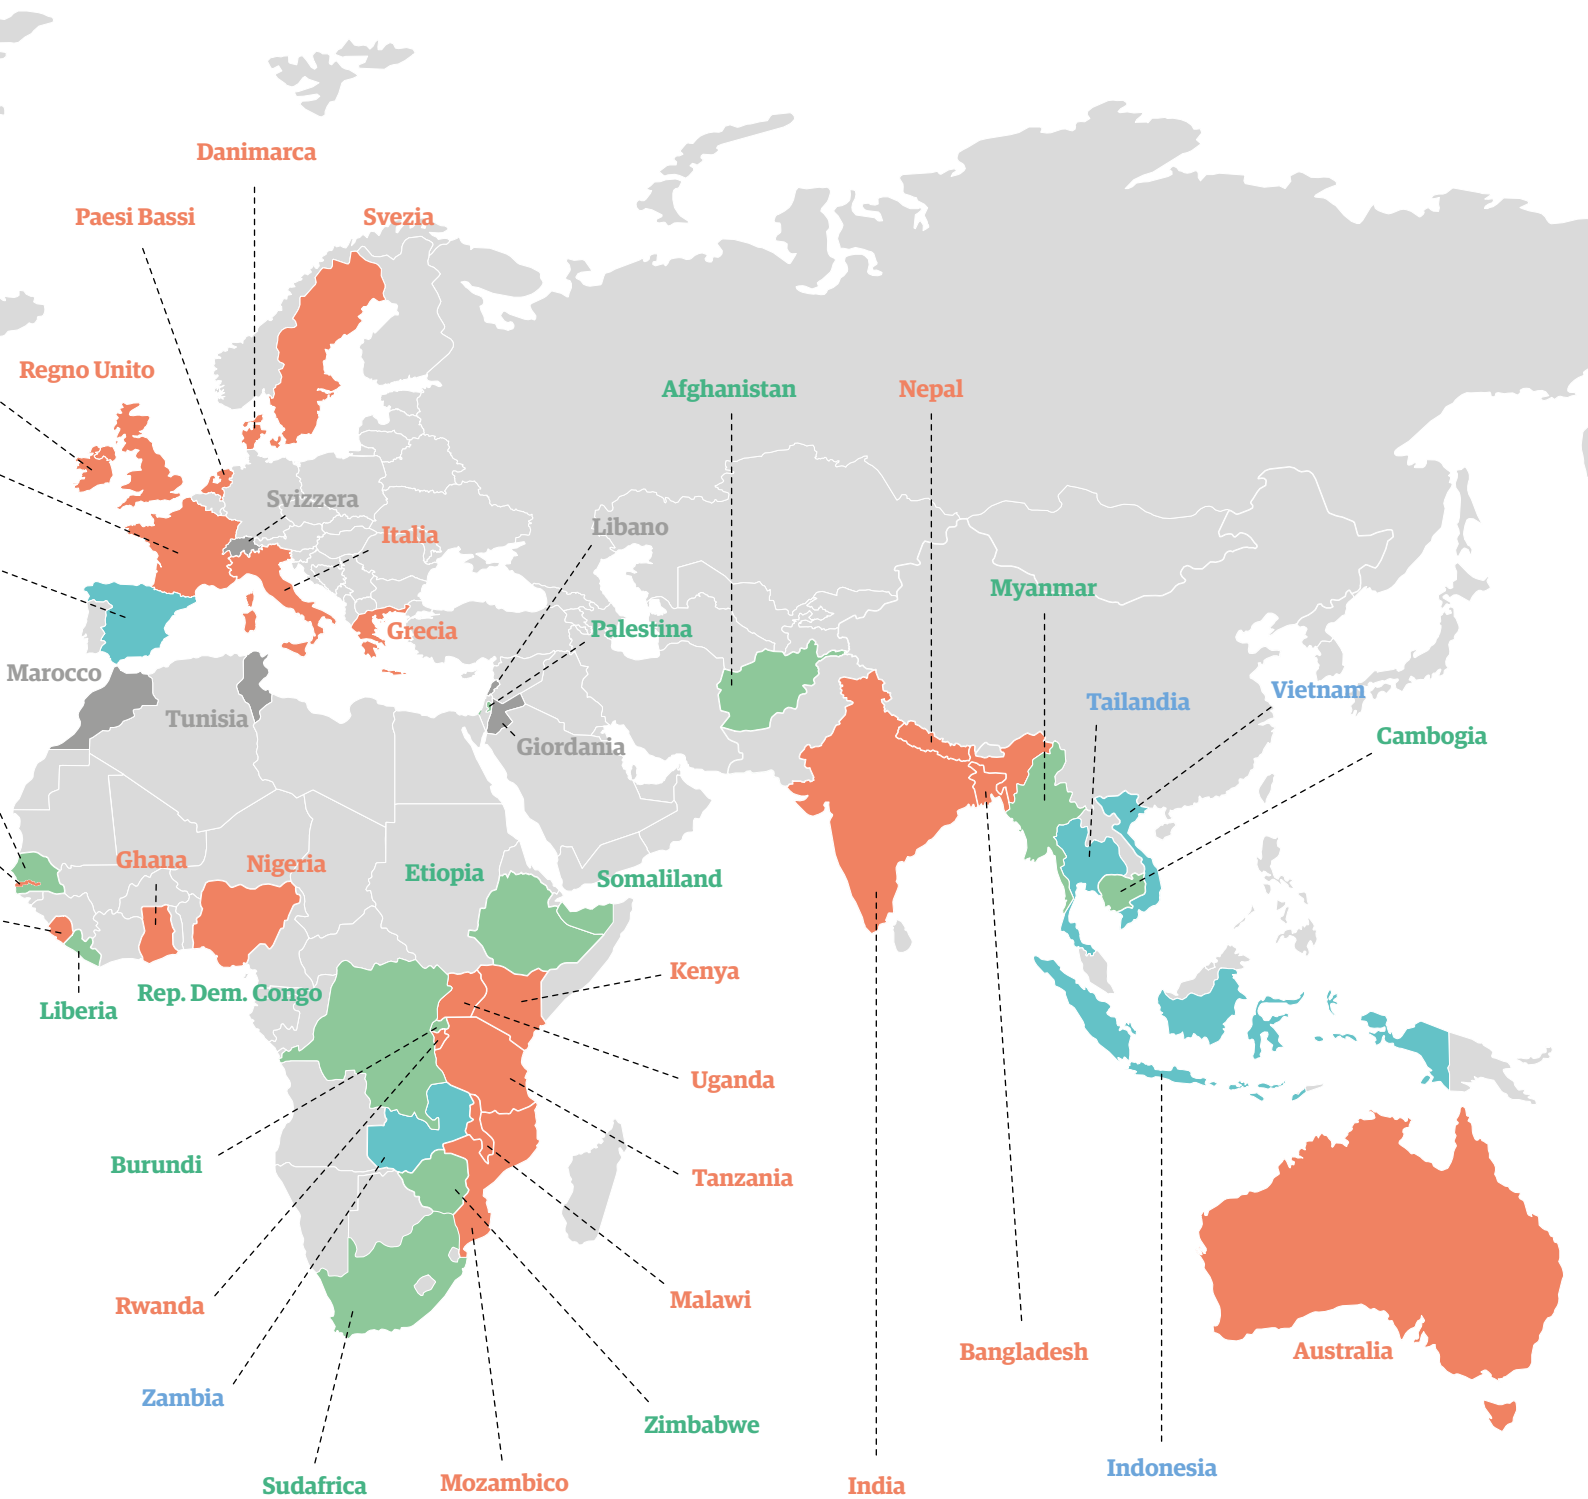 Danimarca
Paesi Bassi
Svezia
Regno Unito
Afghanistan
Nepal
Svizzera
Libano
Italia
Myanmar
Palestina
Grecia
Marocco
Vietnam
Tailandia
Tunisia
Cambogia
Giordania
Ghana
Nigeria
Etiopia
Somaliland
Kenya
Rep. Dem. Congo
Liberia
Uganda
Burundi
Tanzania
Malawi
Rwanda
Bangladesh
Australia
Zambia
Zimbabwe
Indonesia
Mozambico
Sudafrica
India